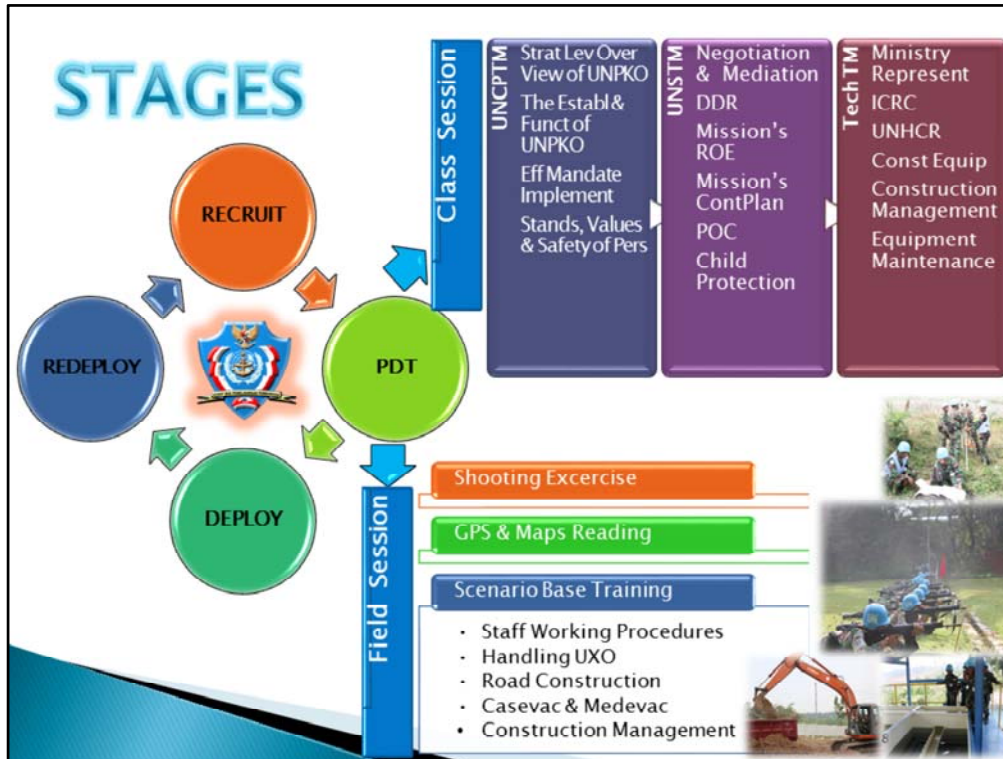 STAGES
RECRUIT
REDEPLOY
PDT
DEPLOY
Class Session
UNCPTM
Strat Lev Over
View of UNPKO
The Establ &
Funct of
UNPKO
Eff Mandate
Implement
Stands, Values
& Safety of Pers
UNSTM
Negotiation
& Mediation
DDR
Mission's
ROE
Mission's
ContPlan
POC
Child
Protection
TechTM
Ministry
Represent
ICRC
UNHCR
Const Equip
Construction
Management
Equipment
Maintenance
Field Session
Shooting Excercise
GPS & Maps Reading
Scenario Base Training
- Staff Working Procedures
- Handling UXO
- Road Construction
- Casevac & Medevac
• Construction Management
8